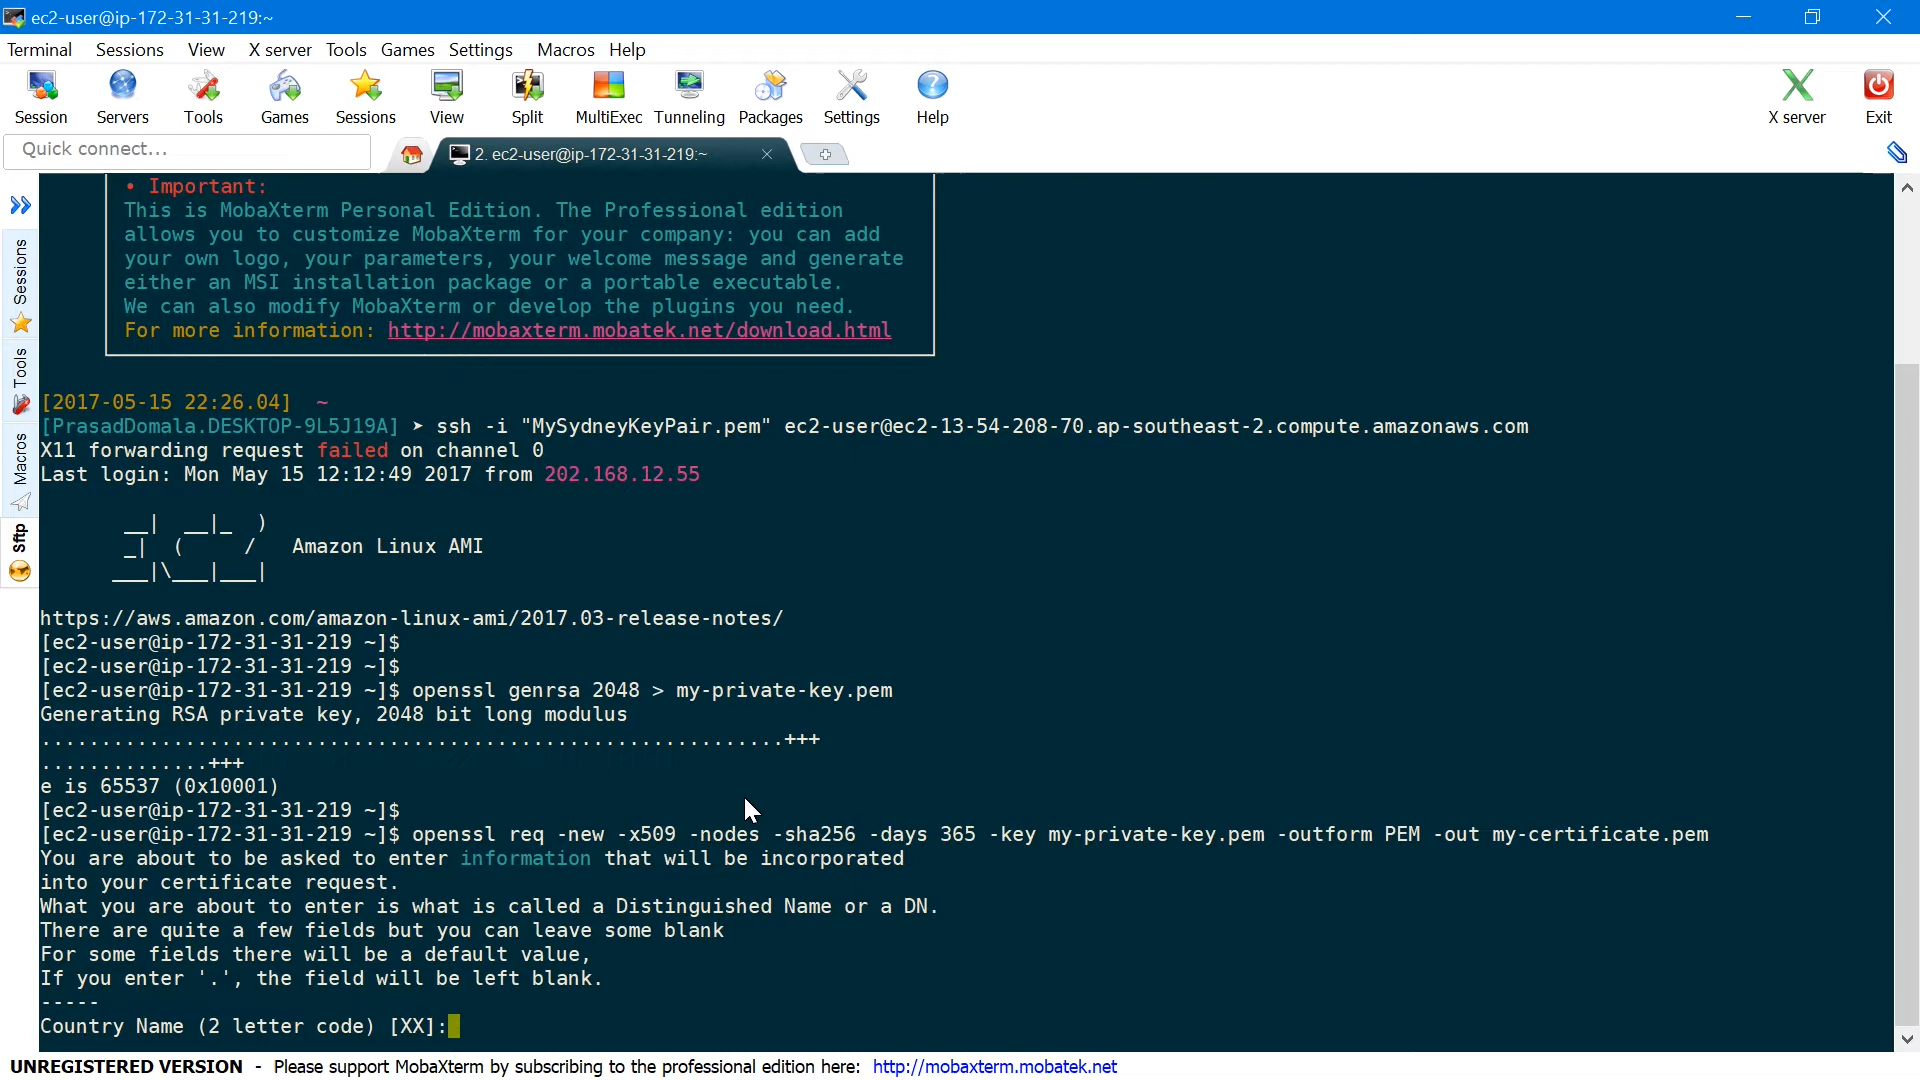 ec2-user@ip-172-31-31-219:~
Terminal Sessions View X server Tools Games Settings Macros Help
Session Servers Tools Games Sessions View Split MultiExec Tunneling Packages Settings Help X server Exit
Quick connect...
2. ec2-user@ip-172-31-31-219:~
Sessions
Tools
Macros
Sftp
• Important:
This is MobaXterm Personal Edition. The Professional edition
allows you to customize MobaXterm for your company: you can add
your own logo, your parameters, your welcome message and generate
either an MSI installation package or a portable executable.
We can also modify MobaXterm or develop the plugins you need.
For more information: http://mobaxterm.mobatek.net/download.html
[2017-05-15 22:26.04] ~
[PrasadDomala.DESKTOP-9L5J19A] ➤ ssh -i "MySydneyKeyPair.pem" ec2-user@ec2-13-54-208-70.ap-southeast-2.compute.amazonaws.com
X11 forwarding request failed on channel 0
Last login: Mon May 15 12:12:49 2017 from 202.168.12.55
__| __|_ )
_| ( / Amazon Linux AMI
___|\___|___|
https://aws.amazon.com/amazon-linux-ami/2017.03-release-notes/
[ec2-user@ip-172-31-31-219 ~]$
[ec2-user@ip-172-31-31-219 ~]$
[ec2-user@ip-172-31-31-219 ~]$ openssl genrsa 2048 > my-private-key.pem
Generating RSA private key, 2048 bit long modulus
..............................................................+++
..............+++
e is 65537 (0x10001)
[ec2-user@ip-172-31-31-219 ~]$
[ec2-user@ip-172-31-31-219 ~]$ openssl req -new -x509 -nodes -sha256 -days 365 -key my-private-key.pem -outform PEM -out my-certificate.pem
You are about to be asked to enter information that will be incorporated
into your certificate request.
What you are about to enter is what is called a Distinguished Name or a DN.
There are quite a few fields but you can leave some blank
For some fields there will be a default value,
If you enter '.', the field will be left blank.
-----
Country Name (2 letter code) [XX]:
UNREGISTERED VERSION - Please support MobaXterm by subscribing to the professional edition here: http://mobaxterm.mobatek.net